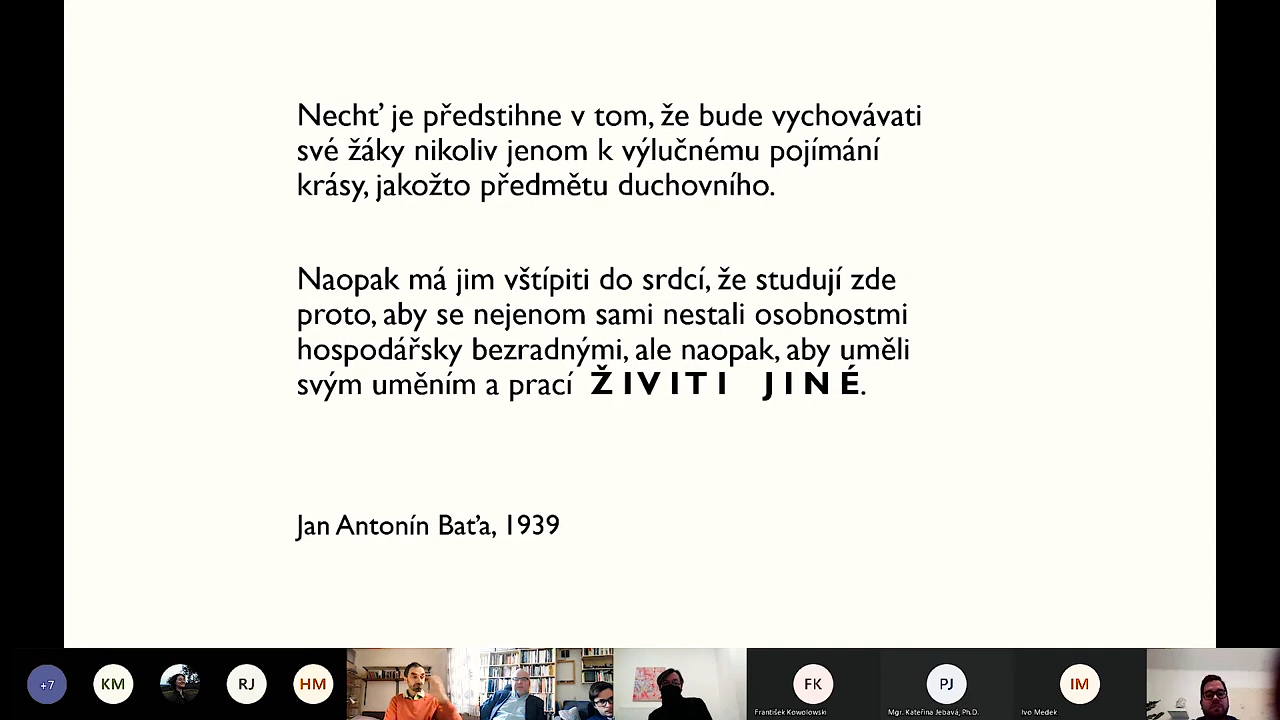 Nechť je předstihne v tom, že bude vychovávati
své žáky nikoliv jenom k výlučnému pojímání
krásy, jakožto předmětu duchovního.
Naopak má jim vštípiti do srdcí, že studují zde
proto, aby se nejenom sami nestali osobnostmi
hospodářsky bezradnými, ale naopak, aby uměli
svým uměním a prací Ž I V I T I J I N É.
Jan Antonín Baťa, 1939
+7
KM
RJ
HM
FK
PJ
IM
František Kowolowski
Mgr. Kateřina Jebavá, Ph.D.
Ivo Medek